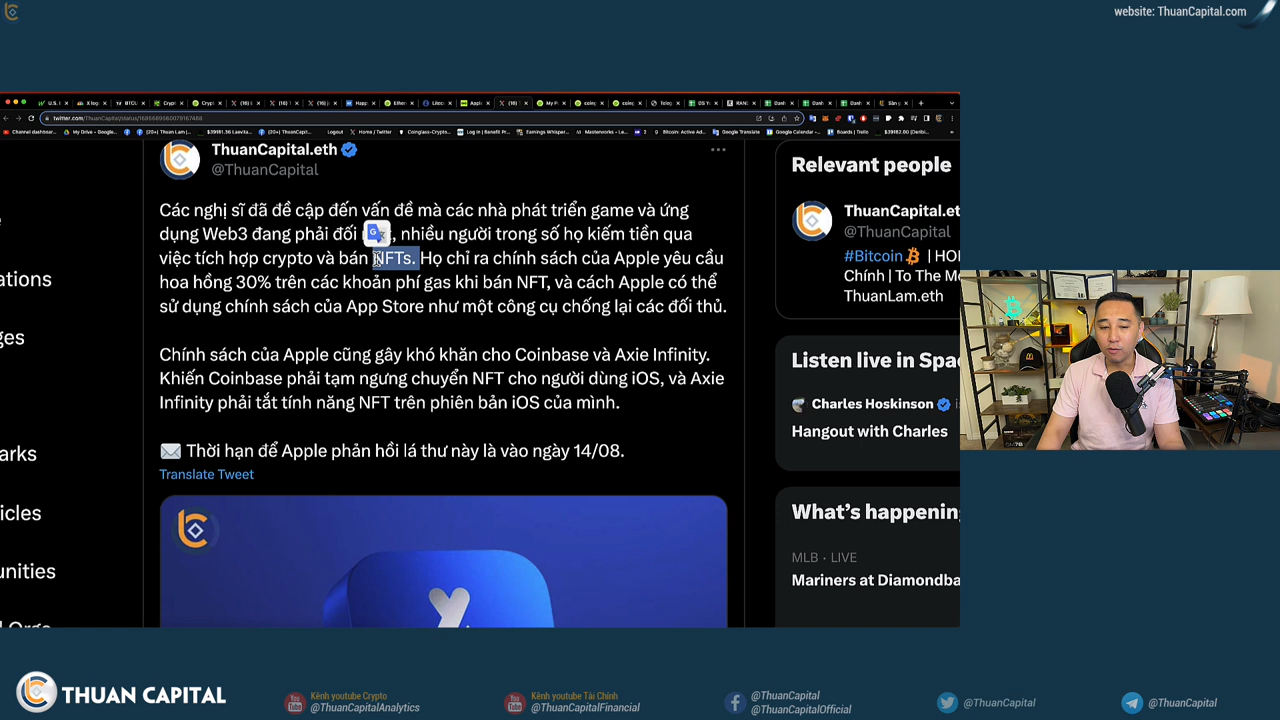 website: ThuanCapital.com
twitter.com/ThuanCapital/status/1686689560079167488
ThuanCapital.eth
@ThuanCapital
Các nghị sĩ đã đề cập đến vấn đề mà các nhà phát triển game và ứng
dụng Web3 đang phải đối , nhiều người trong số họ kiếm tiền qua
việc tích hợp crypto và bán NFTs. Họ chỉ ra chính sách của Apple yêu cầu
hoa hồng 30% trên các khoản phí gas khi bán NFT, và cách Apple có thể
sử dụng chính sách của App Store như một công cụ chống lại các đối thủ.
Chính sách của Apple cũng gây khó khăn cho Coinbase và Axie Infinity.
Khiến Coinbase phải tạm ngưng chuyển NFT cho người dùng iOS, và Axie
Infinity phải tắt tính năng NFT trên phiên bản iOS của mình.
Thời hạn để Apple phản hồi lá thư này là vào ngày 14/08.
Translate Tweet
Relevant people
ThuanCapital.et
@ThuanCapital
#Bitcoin | HO
Chính | To The Mo
ThuanLam.eth
Listen live in Spa
Charles Hoskinson is
Hangout with Charles
What's happening
MLB · LIVE
Mariners at Diamondba
THUAN CAPITAL
Kênh youtube Crypto
@ThuanCapitalAnalytics
Kênh youtube Tài Chính
@ThuanCapitalFinancial
@ThuanCapital
@ThuanCapitalOfficial
@ThuanCapital
@ThuanCapital